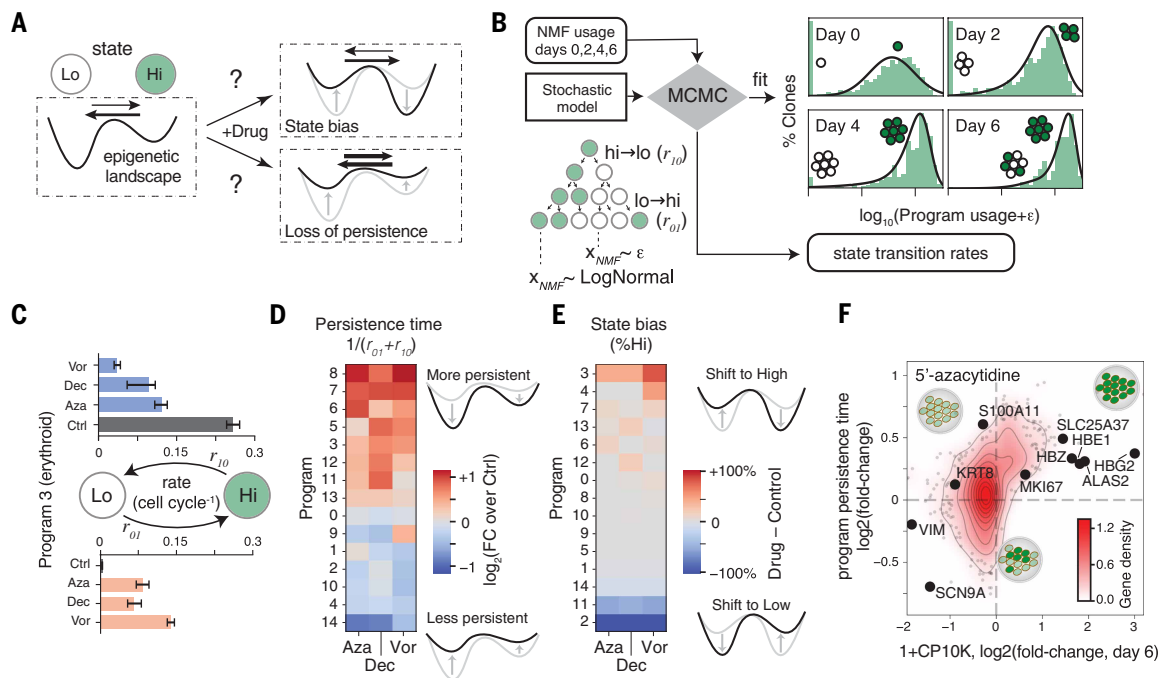 A
state
Lo
Hi
epigenetic
landscape
?
+Drug
?
State bias
Loss of persistence
B
NMF usage
days 0,2,4,6
Stochastic
model
MCMC
fit
hi→lo (r10)
lo→hi
(r01)
xNMF~ ε
xNMF~ LogNormal
% Clones
Day 0
Day 2
Day 4
Day 6
log10(Program usage+ε)
state transition rates
C
Program 3 (erythroid)
Vor
Dec
Aza
Ctrl
0 0.15 0.3
r10
Lo
rate
(cell cycle-1)
Hi
r01
0 0.15 0.3
Ctrl
Aza
Dec
Vor
D
Persistence time
1/(r01+r10)
Program
8
7
6
5
3
12
11
13
0
9
1
2
10
4
14
Aza
Dec
Vor
More persistent
+1
0
−1
log2(FC over Ctrl)
Less persistent
E
State bias
(%Hi)
Program
3
4
7
13
6
12
8
10
0
9
5
1
14
11
2
Aza
Dec
Vor
Shift to High
+100%
0
−100%
Drug − Control
Shift to Low
F
5'-azacytidine
program persistence time
log2(fold-change)
0.5
0
−0.5
S100A11
SLC25A37
HBE1
HBZ
HBG2
ALAS2
KRT8
MKI67
VIM
SCN9A
1.2
0.6
0.0
Gene density
−2 −1 0 1 2 3
1+CP10K, log2(fold-change, day 6)